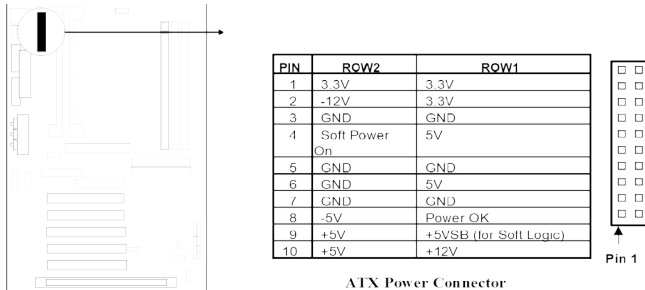 PIN ROW2 ROW1
1 3.3V 3.3V
2 -12V 3.3V
3 GND GND
4 Soft Power On 5V
5 GND GND
6 GND 5V
7 GND GND
8 -5V Power OK
9 +5V +5VSB (for Soft Logic)
10 +5V +12V
Pin 1
ATX Power Connector